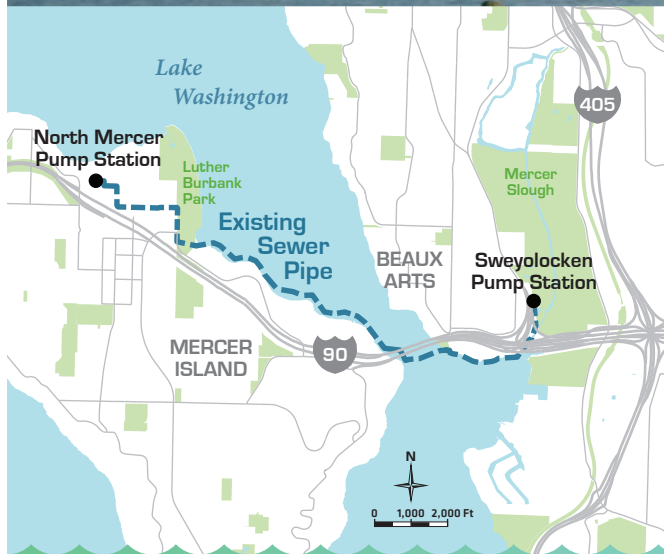 Lake
Washington
405
North Mercer
Pump Station
Luther
Burbank
Park
Mercer
Slough
Existing
Sewer
Pipe
BEAUX
ARTS
Sweyolocken
Pump Station
MERCER
ISLAND
90
N
0 1,000 2,000 Ft